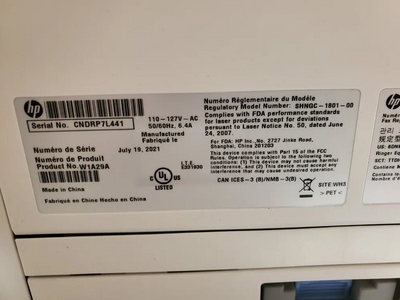 hp
Serial No. CNDRP7L441
Numéro de Série
Numéro de Produit
Product No. W1A29A
Made in China
Fabriqué en Chine Hecho en China
110-127V~AC
50/60Hz, 6.4A
Manufactured
Fabriqué le
July 19, 2021
I.T.E.
E331930
C UL US
LISTED
Numéro Réglementaire du Modèle
Regulatory Model Number: SHNGC-1801-00
Complies with FDA performance standards
for laser products except for deviations
pursuant to Laser Notice No. 50, dated June
24, 2007.
For FDA: HP Inc. No. 2727 Jinke Road,
Shanghai, China 201203
This device complies with Part 15 of the FCC
Rules. Operation is subject to the following two
conditions: (1) This device may not cause harmful
interference, and (2) this device must accept any
interference received, including interference that
may cause undesired operation.
CAN ICES-3 (B)/NMB-3(B)
SITE:WH3
> PET <
hp